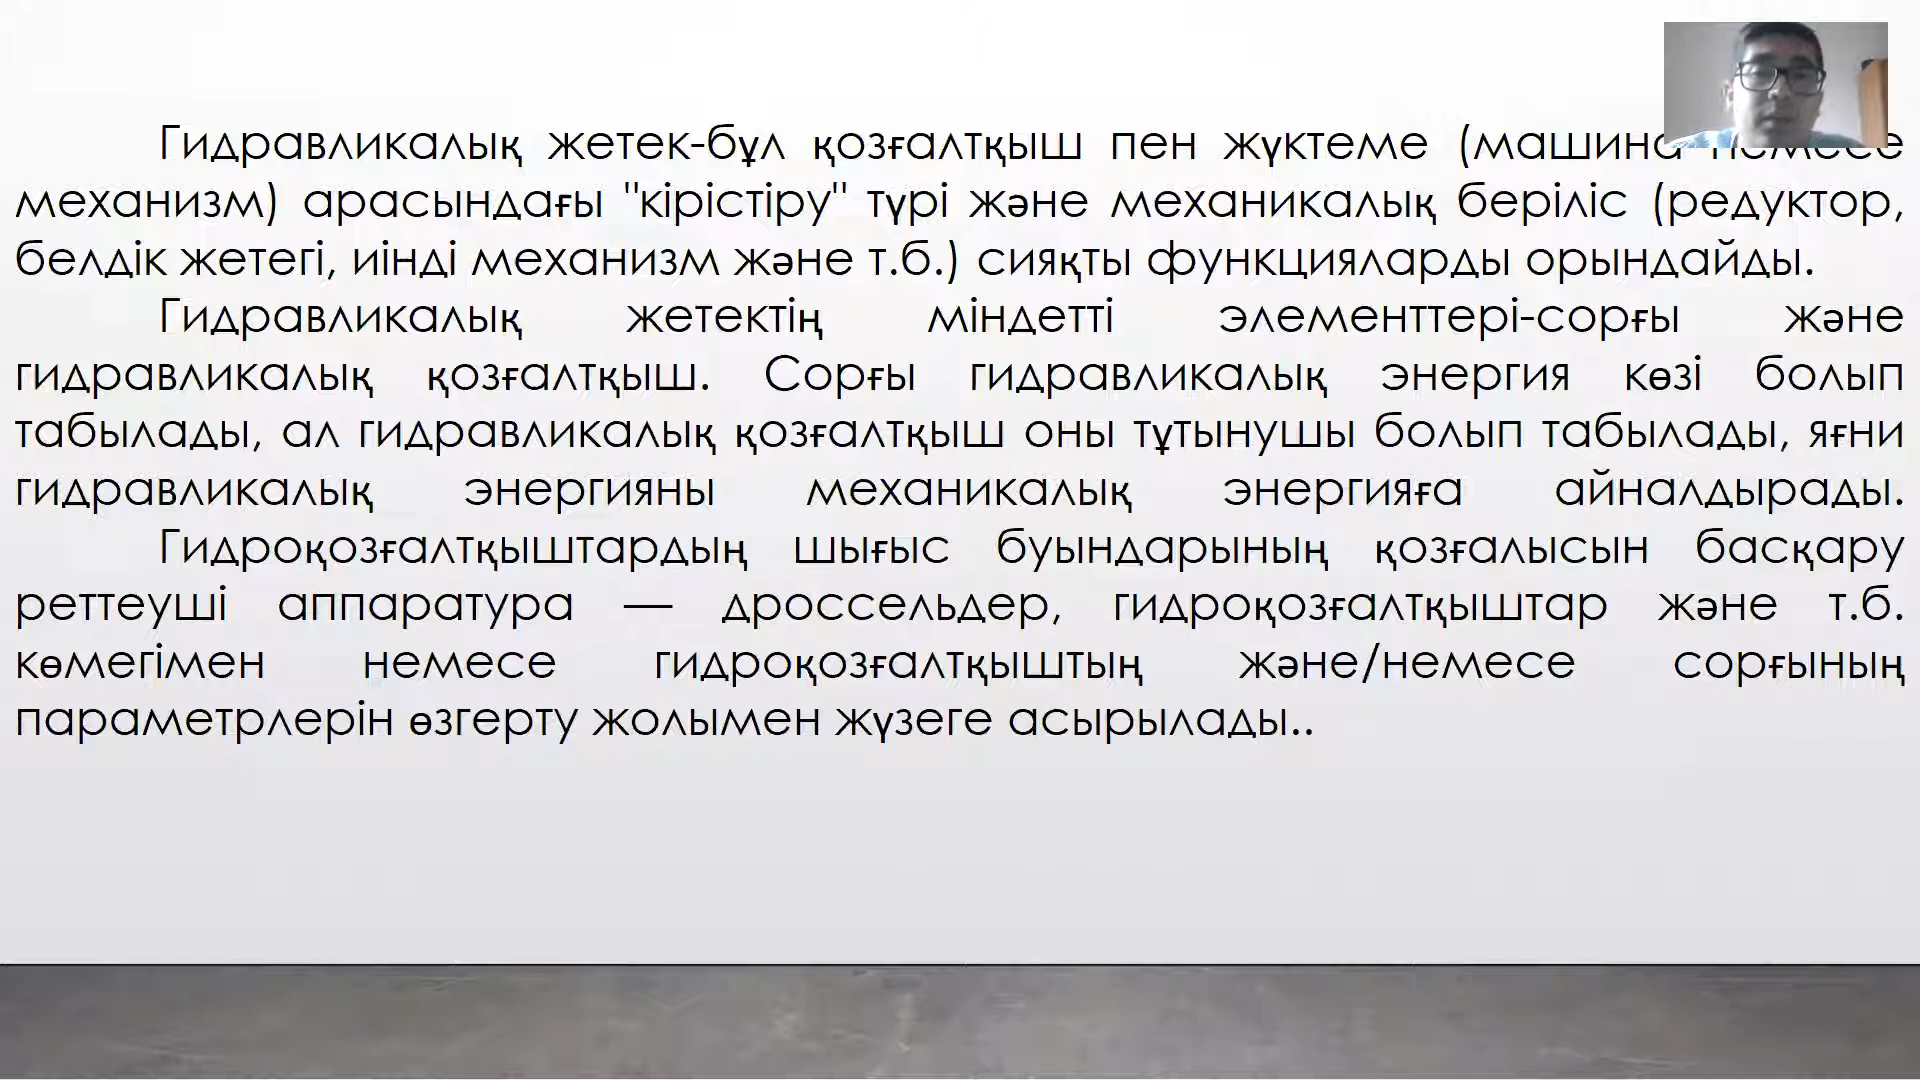 Гидравликалық жетек-бұл қозғалтқыш пен жүктеме (машина немесе
механизм) арасындағы "кірістіру" түрі және механикалық беріліс (редуктор,
белдік жетегі, иінді механизм және т.б.) сияқты функцияларды орындайды.
Гидравликалық жетектің міндетті элементтері-сорғы және
гидравликалық қозғалтқыш. Сорғы гидравликалық энергия көзі болып
табылады, ал гидравликалық қозғалтқыш оны тұтынушы болып табылады, яғни
гидравликалық энергияны механикалық энергияға айналдырады.
Гидроқозғалтқыштардың шығыс буындарының қозғалысын басқару
реттеуші аппаратура — дроссельдер, гидроқозғалтқыштар және т.б.
көмегімен немесе гидроқозғалтқыштың және/немесе сорғының
параметрлерін өзгерту жолымен жүзеге асырылады..